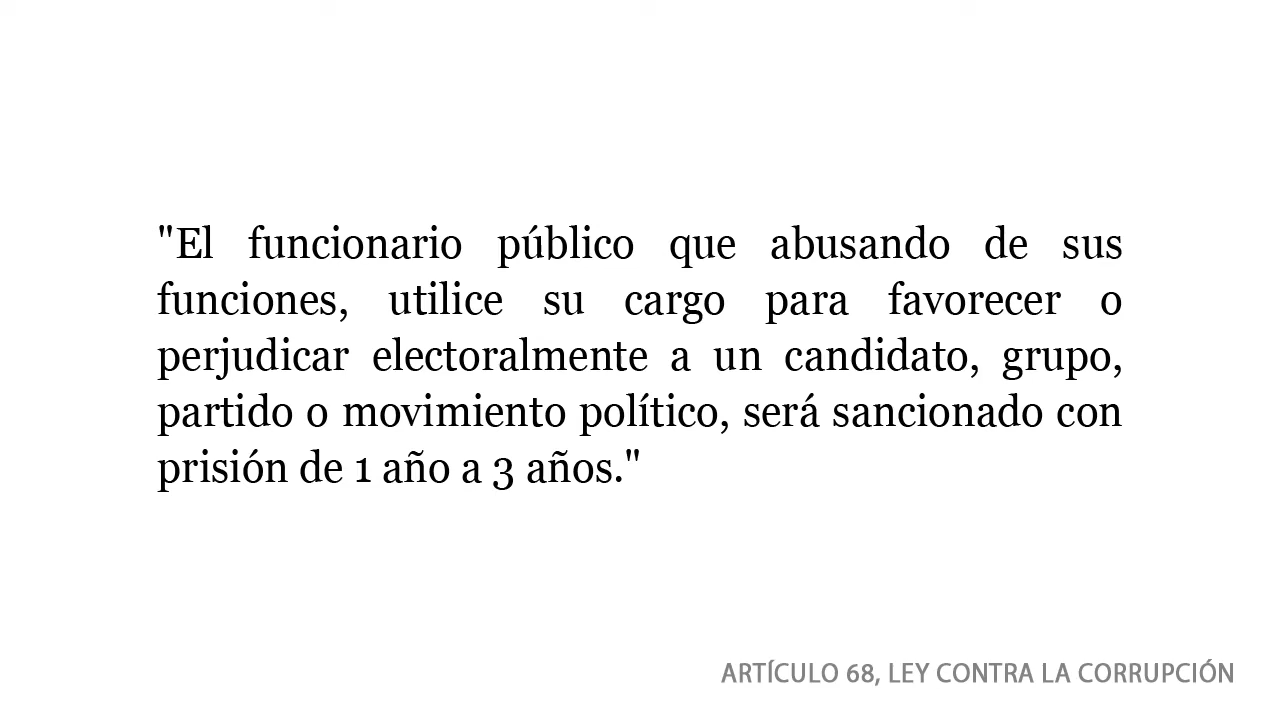 "El funcionario público que abusando de sus
funciones, utilice su cargo para favorecer o
perjudicar electoralmente a un candidato, grupo,
partido o movimiento político, será sancionado con
prisión de 1 año a 3 años."
ARTÍCULO 68, LEY CONTRA LA CORRUPCIÓN